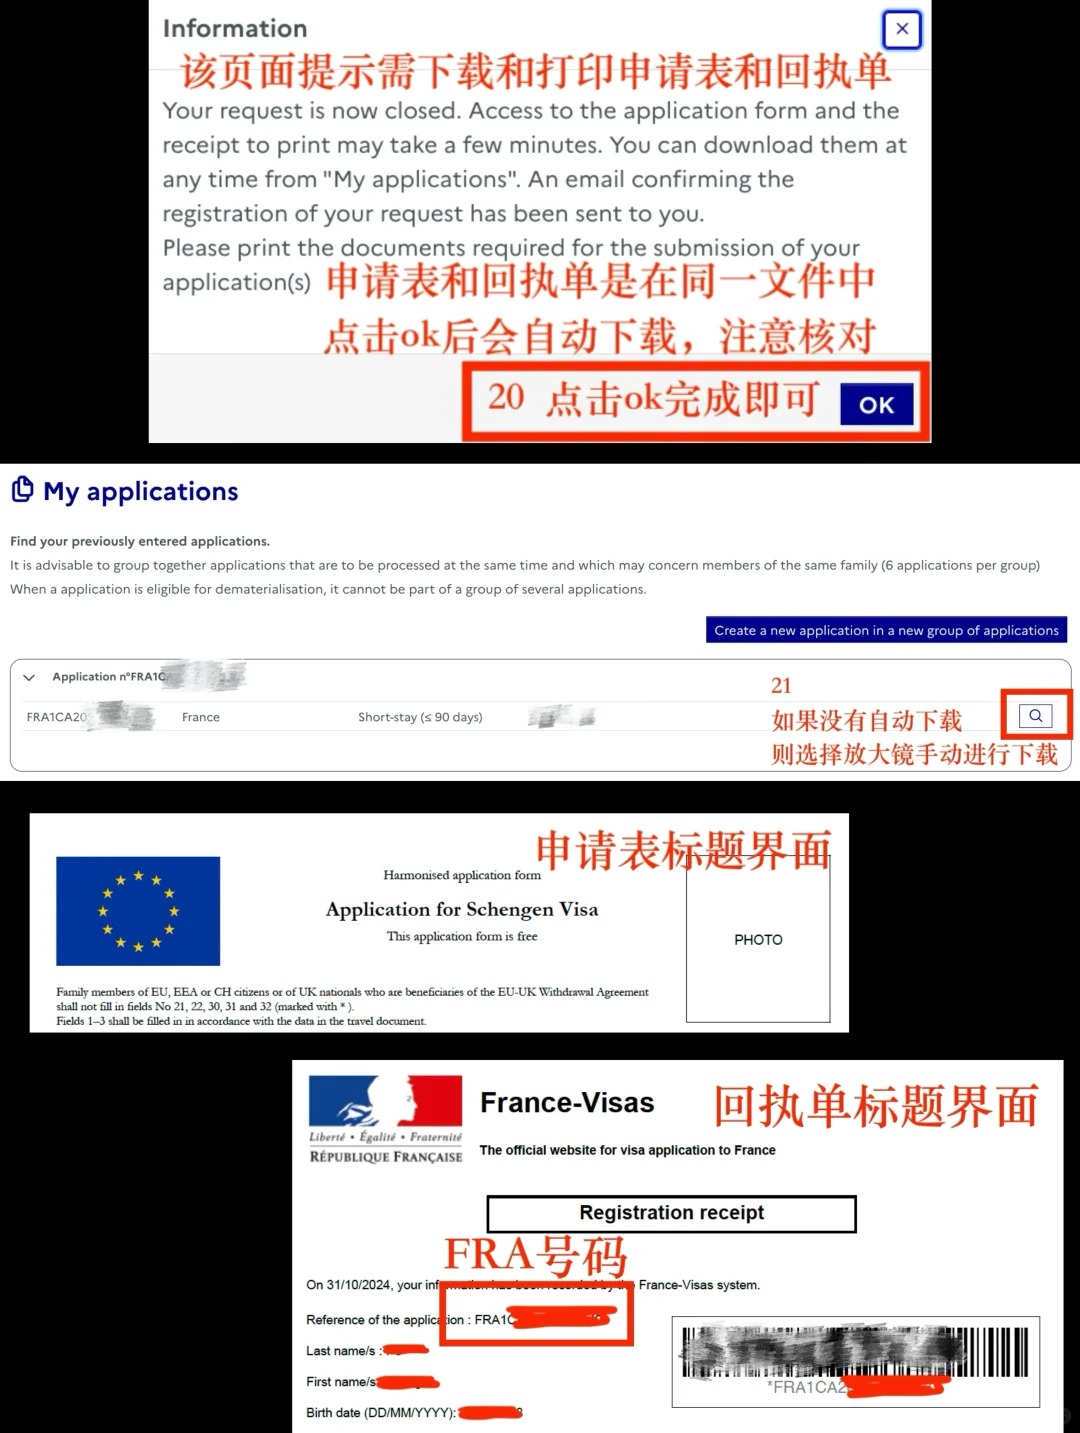 Information
该页面提示需下载和打印申请表和回执单
Your request is now closed. Access to the application form and the
receipt to print may take a few minutes. You can download them at
any time from "My applications". An email confirming the
registration of your request has been sent to you.
Please print the documents required for the submission of your
application(s)
申请表和回执单是在同一文件中
点击ok后会自动下载，注意核对
20 点击ok完成即可
OK
My applications
Find your previously entered applications.
It is advisable to group together applications that are to be processed at the same time and which may concern members of the same family (6 applications per group)
When a application is eligible for dematerialisation, it cannot be part of a group of several applications.
Create a new application in a new group of applications
Application n°FRA1C
21
FRA1CA20 France Short-stay (≤ 90 days)
如果没有自动下载
则选择放大镜手动进行下载
申请表标题界面
Harmonised application form
Application for Schengen Visa
This application form is free
PHOTO
Family members of EU, EEA or CH citizens or of UK nationals who are beneficiaries of the EU-UK Withdrawal Agreement
shall not fill in fields No 21, 22, 30, 31 and 32 (marked with *).
Fields 1–3 shall be filled in in accordance with the data in the travel document.
France-Visas
回执单标题界面
Liberté • Égalité • Fraternité
RÉPUBLIQUE FRANÇAISE
The official website for visa application to France
Registration receipt
FRA号码
On 31/10/2024, your information has been recorded by the France-Visas system.
Reference of the application : FRA1C
Last name/s :
First name/s
Birth date (DD/MM/YYYY):
*FRA1CA2